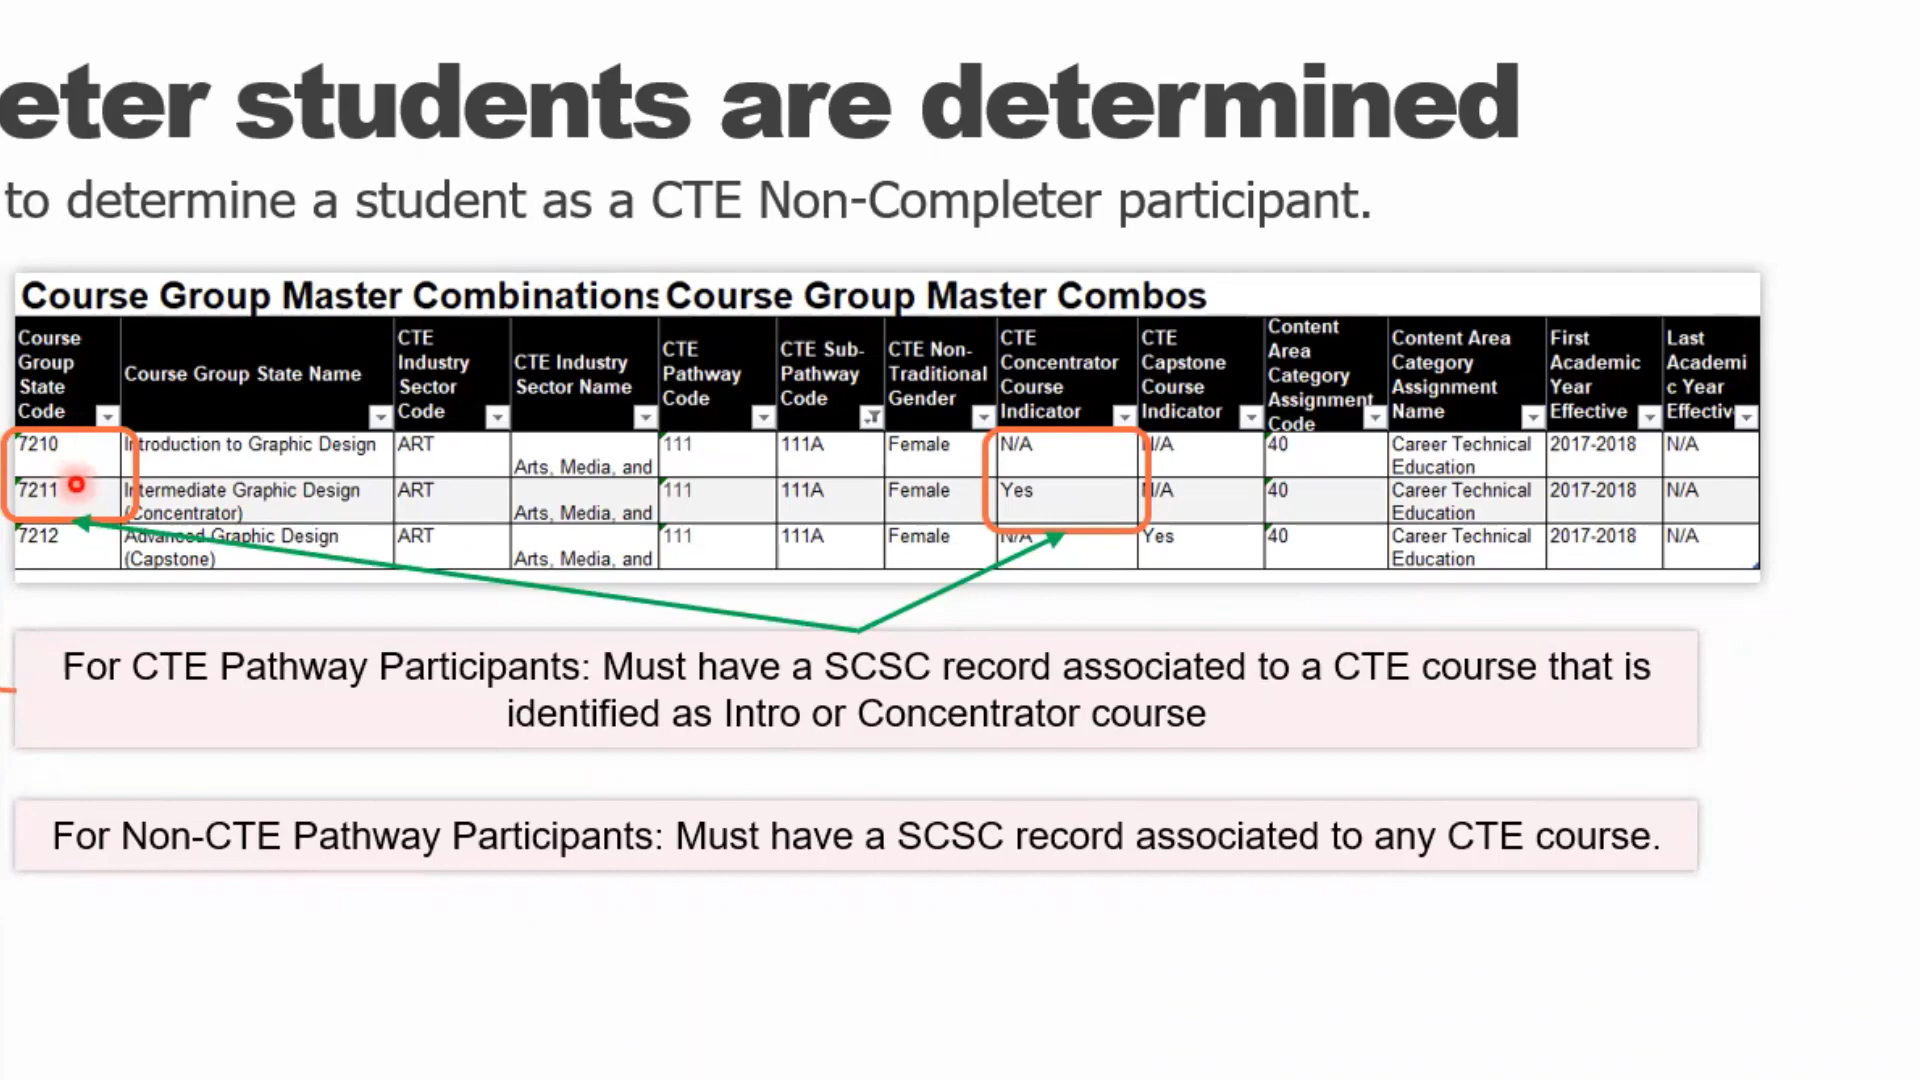 eter students are determined
to determine a student as a CTE Non-Completer participant.
Course Group Master Combinations Course Group Master Combos
Course Group State Code
Course Group State Name
CTE Industry Sector Code
CTE Industry Sector Name
CTE Pathway Code
CTE Sub-Pathway Code
CTE Non-Traditional Gender
CTE Concentrator Course Indicator
CTE Capstone Course Indicator
Content Area Category Assignment Code
Content Area Category Assignment Name
First Academic Year Effective
Last Academic Year Effectiv
7210 Introduction to Graphic Design ART Arts, Media, and 111 111A Female N/A N/A 40 Career Technical Education 2017-2018 N/A
7211 Intermediate Graphic Design (Concentrator) ART Arts, Media, and 111 111A Female Yes N/A 40 Career Technical Education 2017-2018 N/A
7212 Advanced Graphic Design (Capstone) ART Arts, Media, and 111 111A Female N/A Yes 40 Career Technical Education 2017-2018 N/A
For CTE Pathway Participants: Must have a SCSC record associated to a CTE course that is
identified as Intro or Concentrator course
For Non-CTE Pathway Participants: Must have a SCSC record associated to any CTE course.